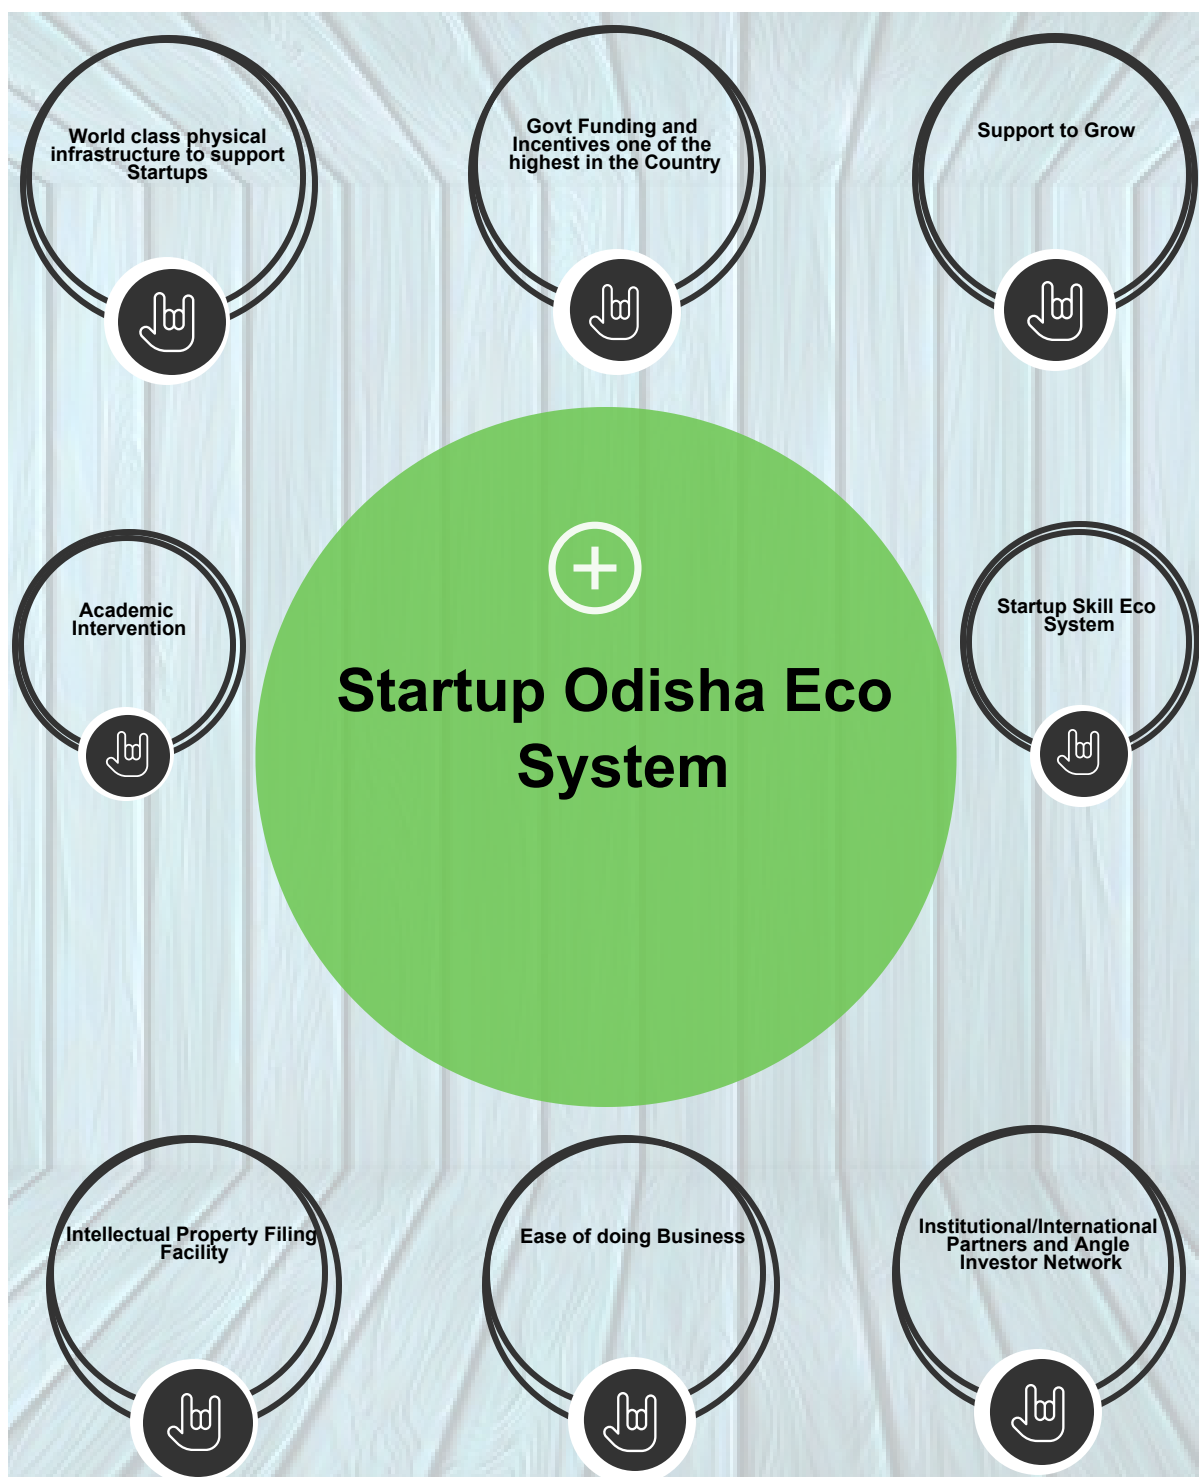 World class physical
infrastructure to support
Startups
Govt Funding and
Incentives one of the
highest in the Country
Support to Grow
Academic
Intervention
Startup Odisha Eco
System
Startup Skill Eco
System
Intellectual Property Filing
Facility
Ease of doing Business
Institutional/International
Partners and Angle
Investor Network